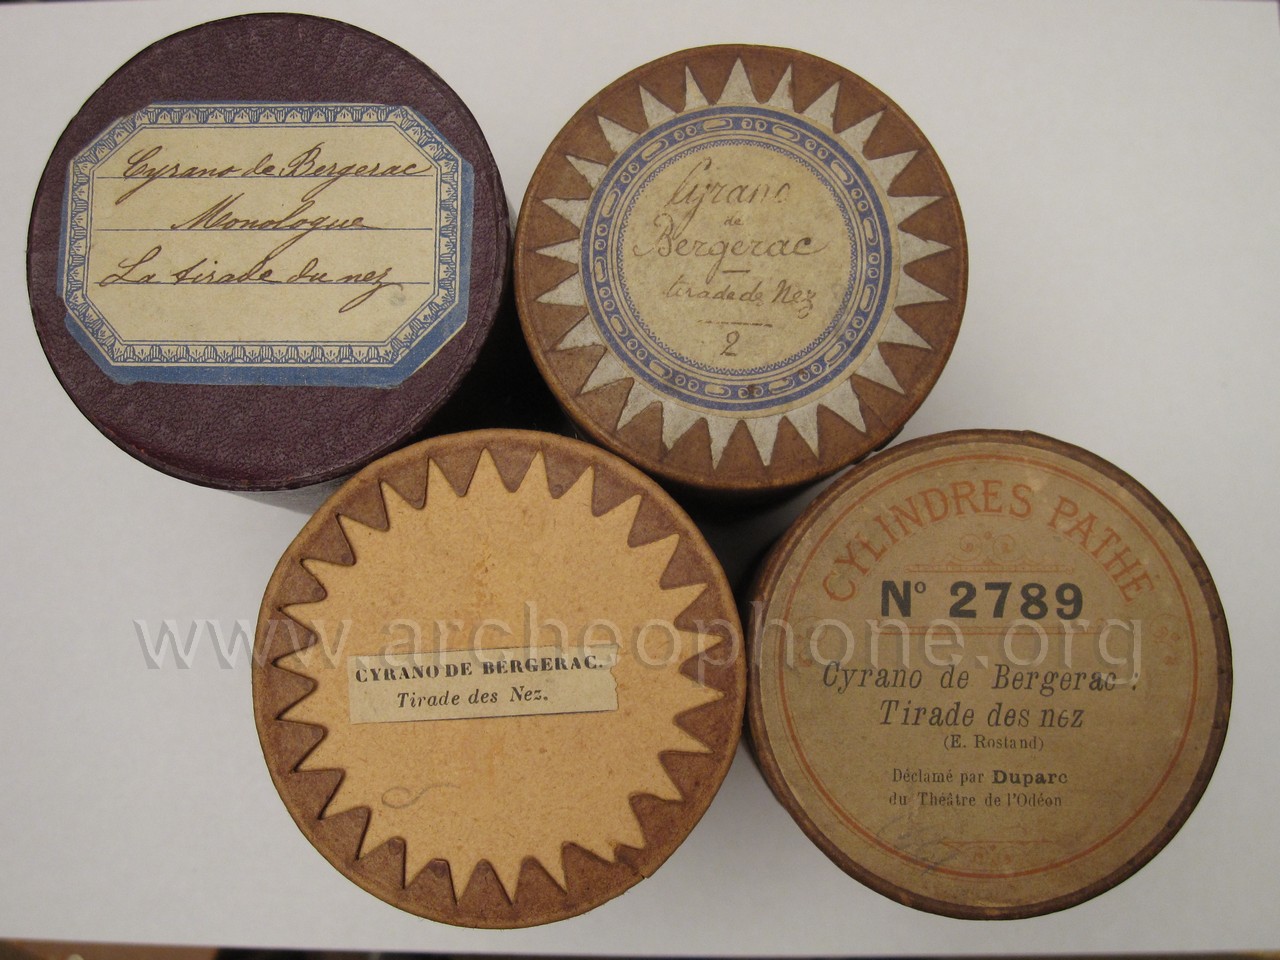 Cyrano de Bergerac
Monologue
La tirade du nez
Cyrano
de
Bergerac
tirade de Nez
2
CYRANO DE BERGERAC.
Tirade des Nez.
CYLINDRES PATHÉ
N° 2789
Cyrano de Bergerac :
Tirade des nez
(E. Rostand)
Déclamé par Duparc
du Théâtre de l'Odéon
www.archeophone.org